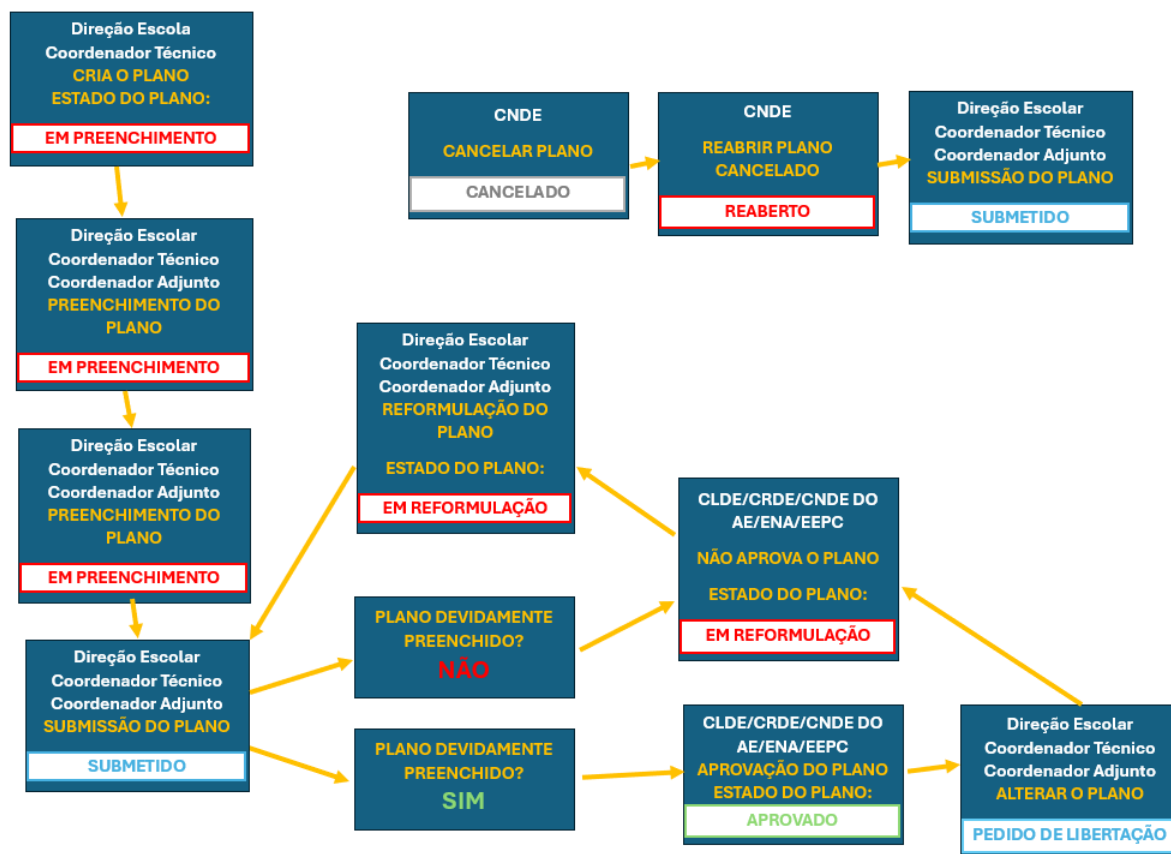 Direção Escola
Coordenador Técnico
CRIA O PLANO
ESTADO DO PLANO:
EM PREENCHIMENTO
CNDE
CANCELAR PLANO
CANCELADO
CNDE
REABRIR PLANO
CANCELADO
REABERTO
Direção Escolar
Coordenador Técnico
Coordenador Adjunto
SUBMISSÃO DO PLANO
SUBMETIDO
Direção Escolar
Coordenador Técnico
Coordenador Adjunto
PREENCHIMENTO DO
PLANO
EM PREENCHIMENTO
Direção Escolar
Coordenador Técnico
Coordenador Adjunto
REFORMULAÇÃO DO
PLANO
ESTADO DO PLANO:
EM REFORMULAÇÃO
Direção Escolar
Coordenador Técnico
Coordenador Adjunto
PREENCHIMENTO DO
PLANO
EM PREENCHIMENTO
CLDE/CRDE/CNDE DO
AE/ENA/EEPC
NÃO APROVA O PLANO
ESTADO DO PLANO:
EM REFORMULAÇÃO
PLANO DEVIDAMENTE
PREENCHIDO?
NÃO
Direção Escolar
Coordenador Técnico
Coordenador Adjunto
SUBMISSÃO DO PLANO
SUBMETIDO
PLANO DEVIDAMENTE
PREENCHIDO?
SIM
CLDE/CRDE/CNDE DO
AE/ENA/EEPC
APROVAÇÃO DO PLANO
ESTADO DO PLANO:
APROVADO
Direção Escolar
Coordenador Técnico
Coordenador Adjunto
ALTERAR O PLANO
PEDIDO DE LIBERTAÇÃO